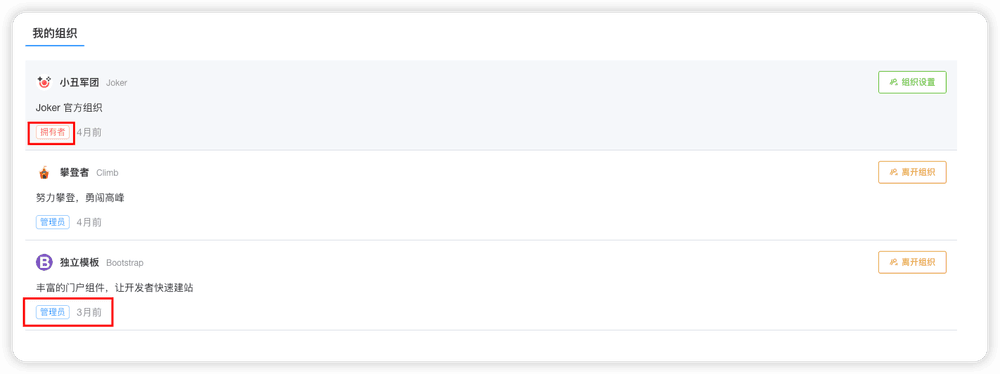 我的组织
小丑军团 Joker 组织设置
Joker 官方组织
拥有者 4月前
攀登者 Climb 离开组织
努力攀登，勇闯高峰
管理员 4月前
独立模板 Bootstrap 离开组织
丰富的门户组件，让开发者快速建站
管理员 3月前